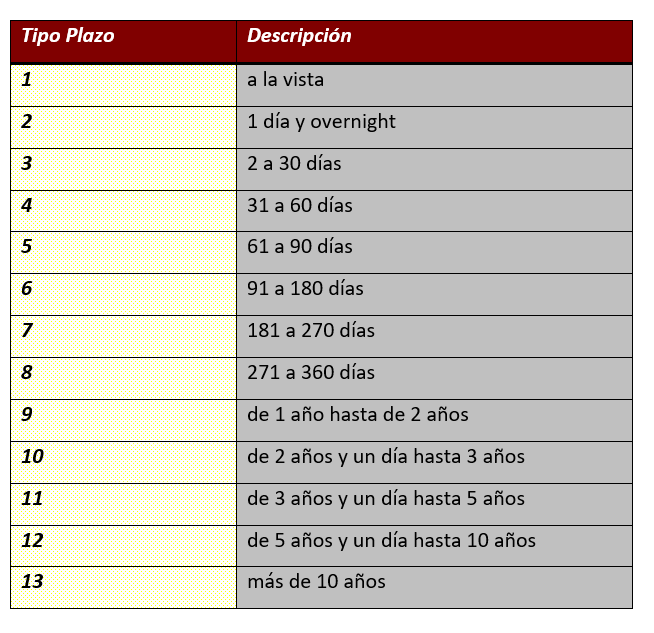 Tipo Plazo Descripción
1 a la vista
2 1 día y overnight
3 2 a 30 días
4 31 a 60 días
5 61 a 90 días
6 91 a 180 días
7 181 a 270 días
8 271 a 360 días
9 de 1 año hasta de 2 años
10 de 2 años y un día hasta 3 años
11 de 3 años y un día hasta 5 años
12 de 5 años y un día hasta 10 años
13 más de 10 años